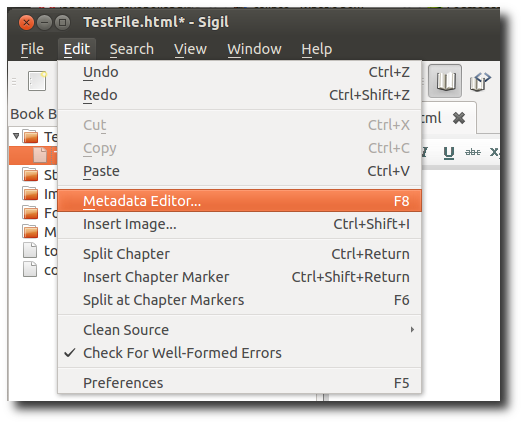 TestFile.html* - Sigil
File Edit Search View Window Help
Undo Ctrl+Z
Redo Ctrl+Shift+Z
Book B
ml
Cut Ctrl+X
Copy Ctrl+C
Paste Ctrl+V
U abc X
Metadata Editor... F8
Insert Image... Ctrl+Shift+I
Split Chapter Ctrl+Return
Insert Chapter Marker Ctrl+Shift+Return
Split at Chapter Markers F6
Clean Source
Check For Well-Formed Errors
Preferences F5
Te
St
Im
Fo
M
to
co